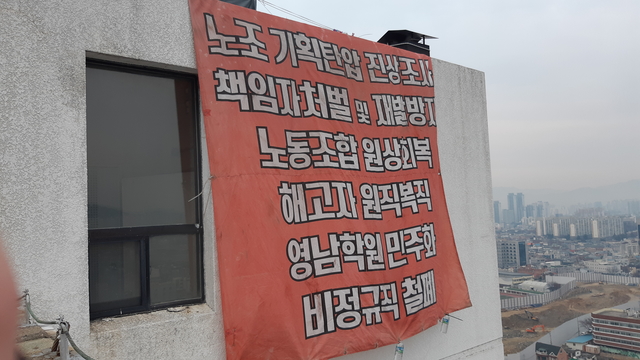 노조 기획탄압 진상조사
책임자처벌 및 재발방지
노동조합 원상회복
해고자 원직복직
영남학원 민주화
비정규직 철폐